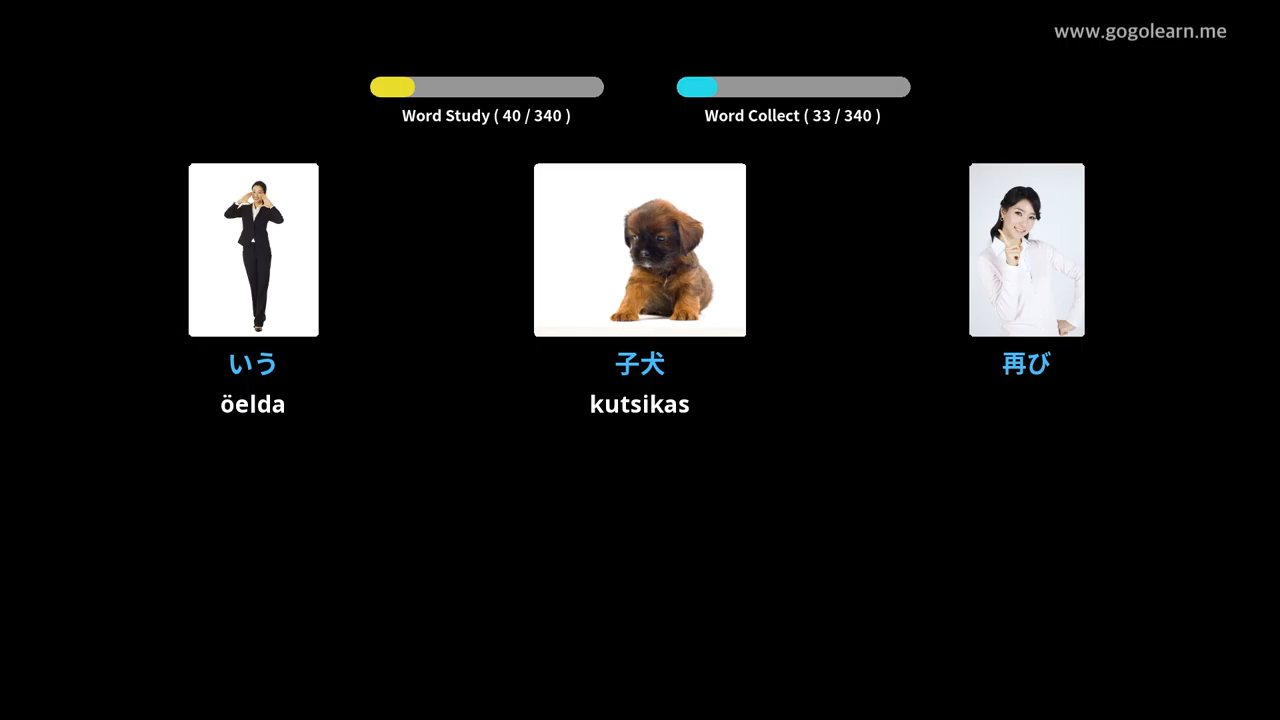 www.gogolearn.me
Word Study ( 40 / 340 )
Word Collect ( 33 / 340 )
いう
子犬
再び
öelda
kutsikas